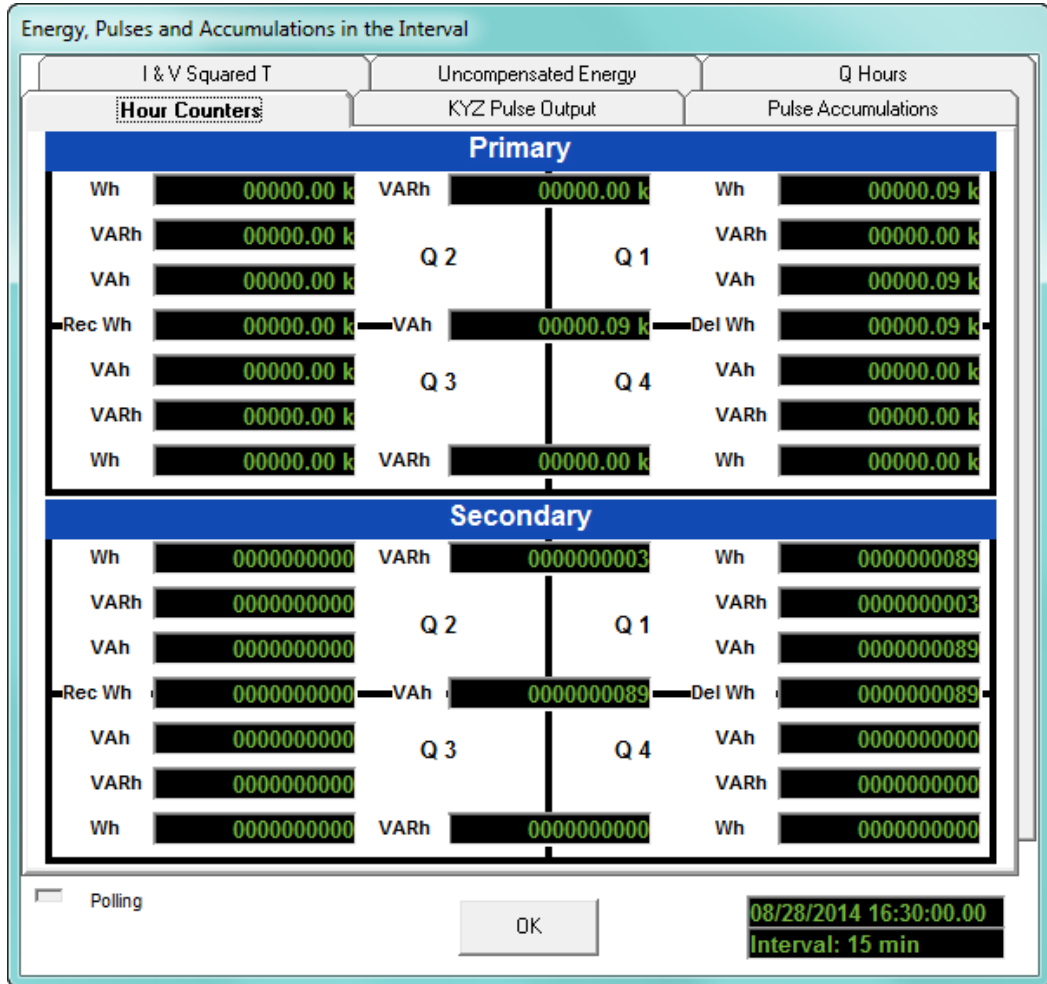 Energy, Pulses and Accumulations in the Interval
I & V Squared T Uncompensated Energy Q Hours
Hour Counters KYZ Pulse Output Pulse Accumulations
Primary
Wh 00000.00 k VARh 00000.00 k Wh 00000.09 k
VARh 00000.00 k VARh 00000.00 k
Q 2 Q 1
VAh 00000.00 k VAh 00000.09 k
Rec Wh 00000.00 k VAh 00000.09 k Del Wh 00000.09 k
VAh 00000.00 k VAh 00000.00 k
Q 3 Q 4
VARh 00000.00 k VARh 00000.00 k
Wh 00000.00 k VARh 00000.00 k Wh 00000.00 k
Secondary
Wh 0000000000 VARh 0000000003 Wh 0000000089
VARh 0000000000 VARh 0000000003
Q 2 Q 1
VAh 0000000000 VAh 0000000089
Rec Wh 0000000000 VAh 0000000089 Del Wh 0000000089
VAh 0000000000 VAh 0000000000
Q 3 Q 4
VARh 0000000000 VARh 0000000000
Wh 0000000000 VARh 0000000000 Wh 0000000000
Polling
OK
08/28/2014 16:30:00.00
Interval: 15 min